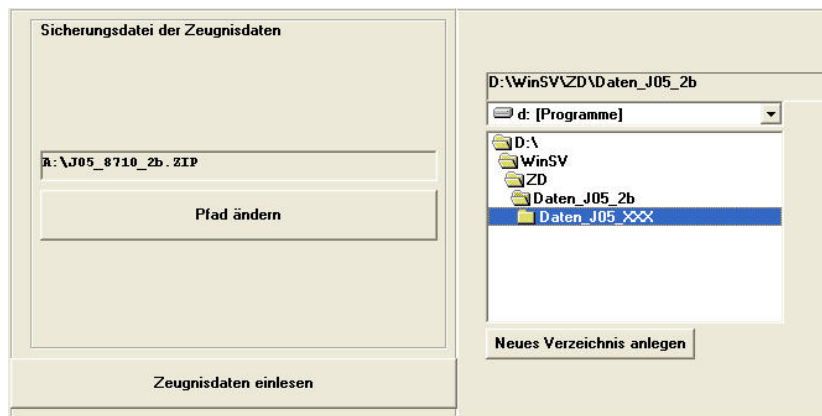 Sicherungsdatei der Zeugnisdaten
A:\J05_8710_2b.ZIP
Pfad ändern
Zeugnisdaten einlesen
D:\WinSV\ZD\Daten_J05_2b
d: [Programme]
D:\
WinSV
ZD
Daten_J05_2b
Daten_J05_XXX
Neues Verzeichnis anlegen